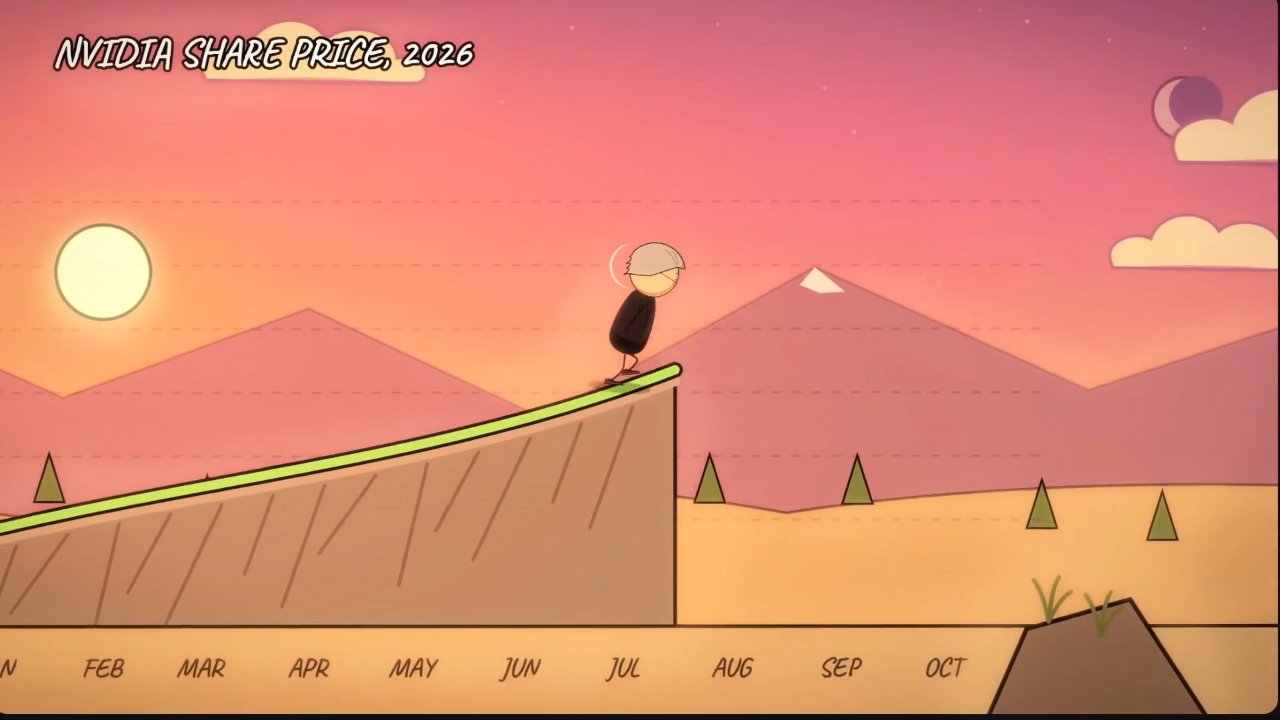 NVIDIA SHARE PRICE, 2026
N FEB MAR APR MAY JUN JUL AUG SEP OCT